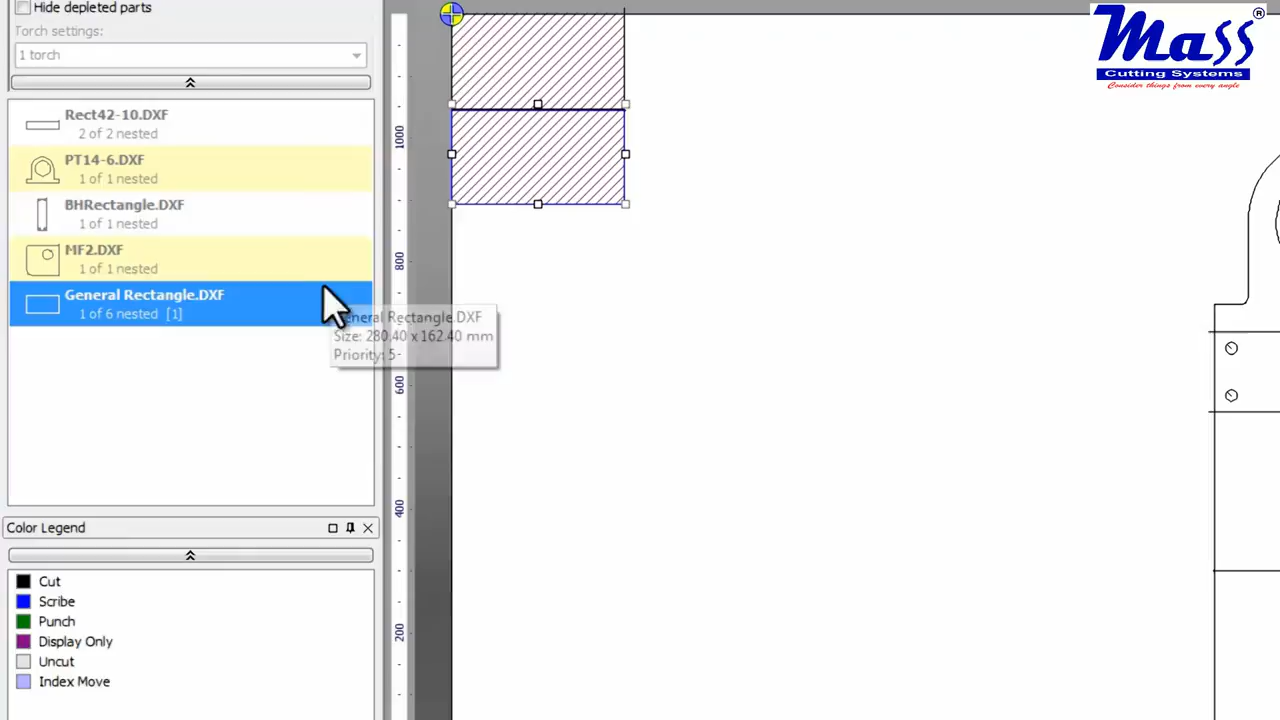 Hide depleted parts
Torch settings:
1 torch
Rect42-10.DXF
2 of 2 nested
PT14-6.DXF
1 of 1 nested
BHRectangle.DXF
1 of 1 nested
MF2.DXF
1 of 1 nested
General Rectangle.DXF
1 of 6 nested [1]
General Rectangle.DXF
Size: 280.40 x 162.40 mm
Priority: 5
Color Legend
Cut
Scribe
Punch
Display Only
Uncut
Index Move
1000
800
600
400
200
Mass®
Cutting Systems
Consider things from every angle